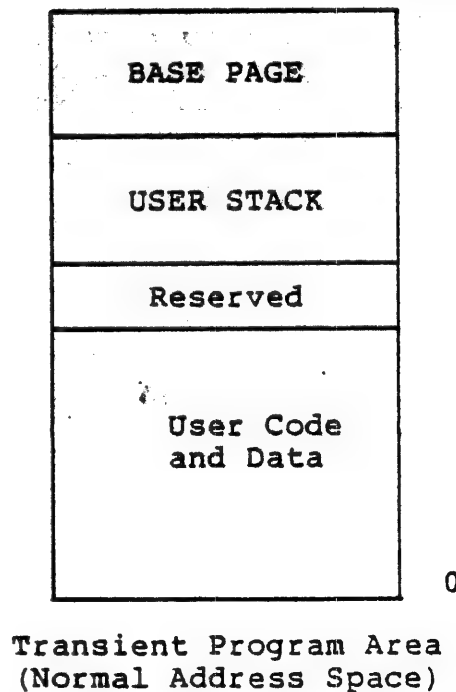 BASE PAGE
USER STACK
Reserved
User Code
and Data
0
Transient Program Area
(Normal Address Space)